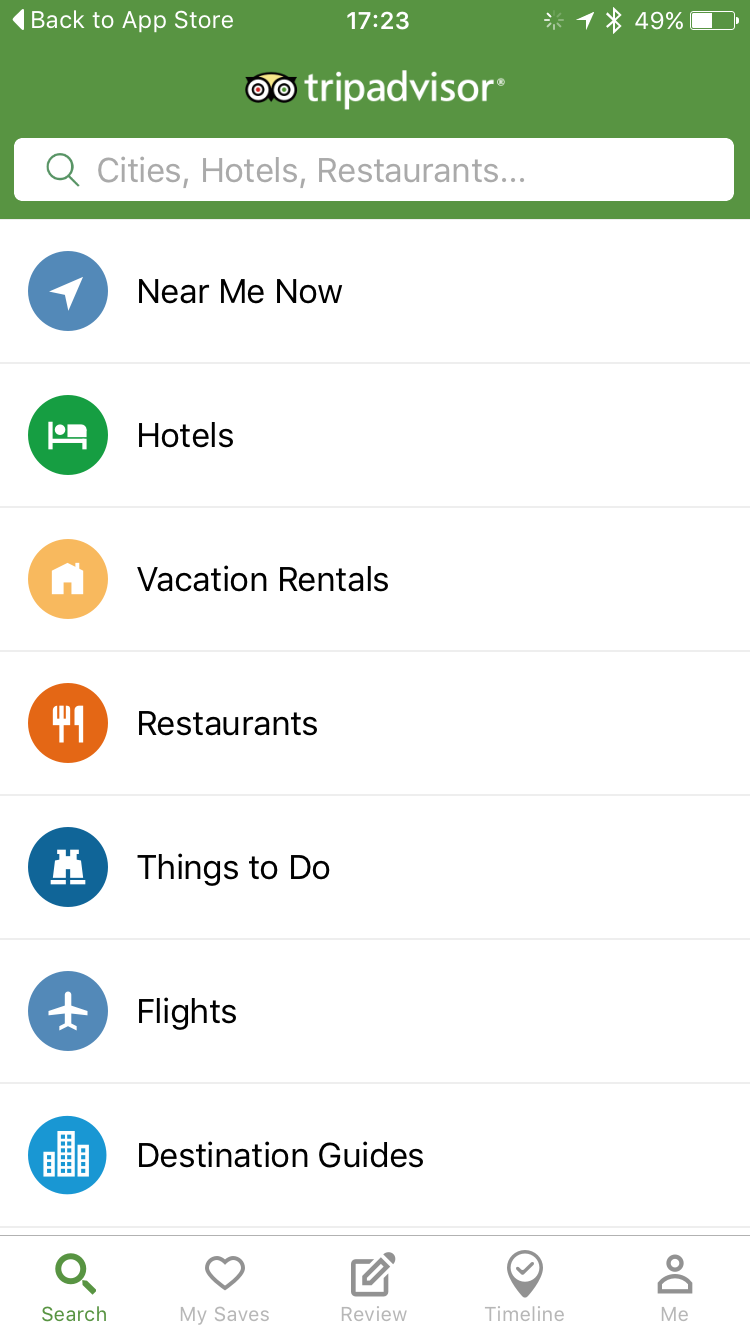 Back to App Store 17:23 49%
tripadvisor®
Cities, Hotels, Restaurants...
Near Me Now
Hotels
Vacation Rentals
Restaurants
Things to Do
Flights
Destination Guides
Search My Saves Review Timeline Me